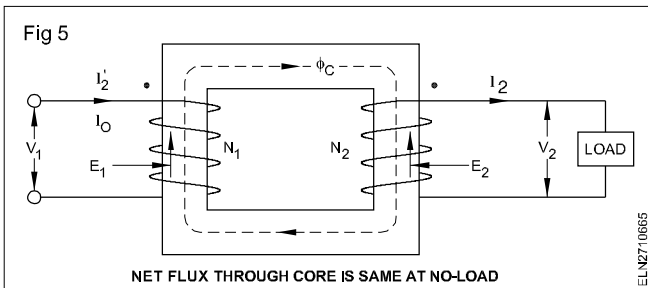 Fig 5
ϕC
I2'
I2
IO
V1
N1
N2
V2
LOAD
E1
E2
NET FLUX THROUGH CORE IS SAME AT NO-LOAD
ELN2710665